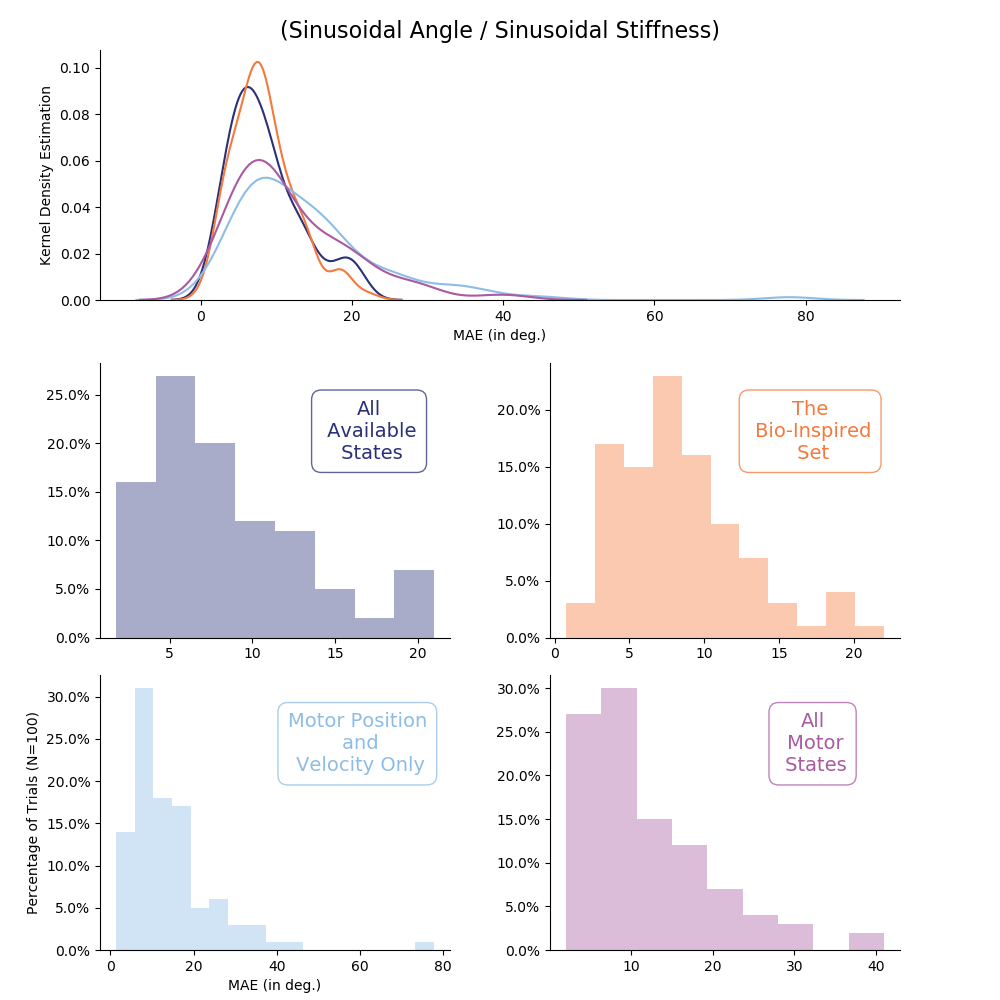 (Sinusoidal Angle / Sinusoidal Stiffness)
Kernel Density Estimation
0.10
0.08
0.06
0.04
0.02
0.00
0 20 40 60 80
MAE (in deg.)
25.0%
20.0%
15.0%
10.0%
5.0%
0.0%
5 10 15 20
All
Available
States
20.0%
15.0%
10.0%
5.0%
0.0%
0 5 10 15 20
The
Bio-Inspired
Set
Percentage of Trials (N=100)
30.0%
25.0%
20.0%
15.0%
10.0%
5.0%
0.0%
0 20 40 60 80
MAE (in deg.)
Motor Position
and
Velocity Only
30.0%
25.0%
20.0%
15.0%
10.0%
5.0%
0.0%
10 20 30 40
All
Motor
States